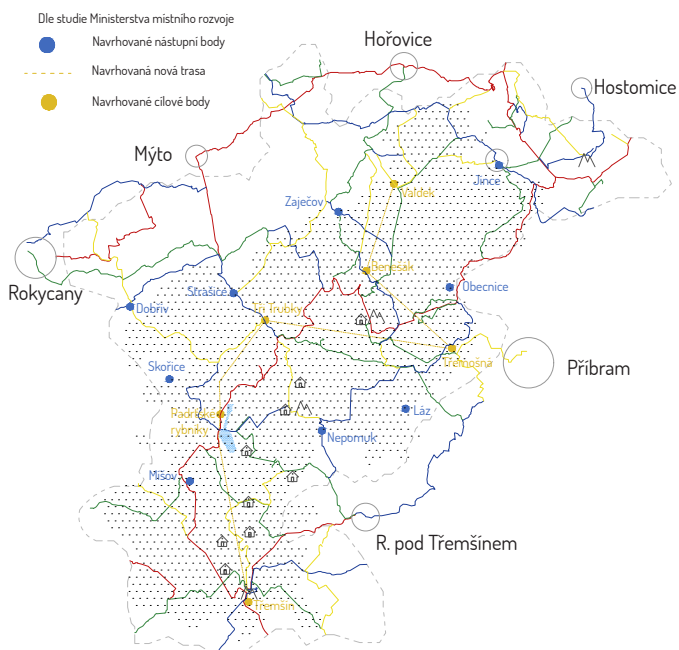 Dle studie Ministerstva místního rozvoje
Navrhované nástupní body
Navrhovaná nová trasa
Navrhované cílové body
Hořovice
Hostomice
Mýto
Jince
Valdek
Zaječov
Rokycany
Benešák
Obecnice
Strašice
Dobřív
Tři Trubky
Třemošná
Příbram
Skořice
Padrťské
rybníky
Láz
Nepomuk
Míšov
R. pod Třemšínem
Třemšín